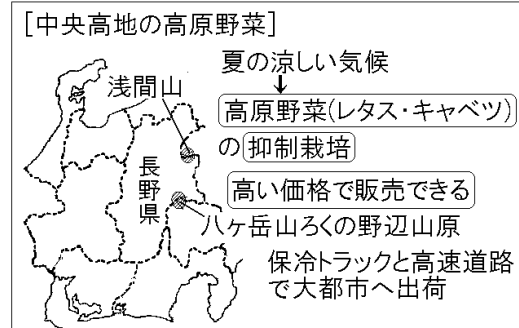 [中央高地の高原野菜]
夏の涼しい気候
↓
浅間山
高原野菜(レタス・キャベツ)
の抑制栽培
長野県
高い価格で販売できる
八ヶ岳山ろくの野辺山原
保冷トラックと高速道路
で大都市へ出荷